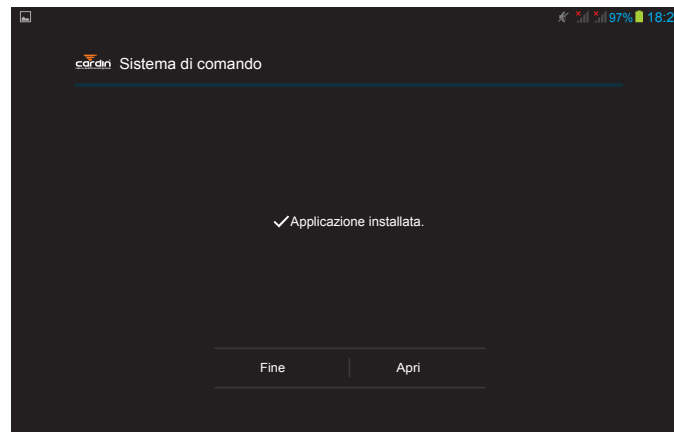 97% 18:2
cardin Sistema di comando
Applicazione installata.
Fine Apri